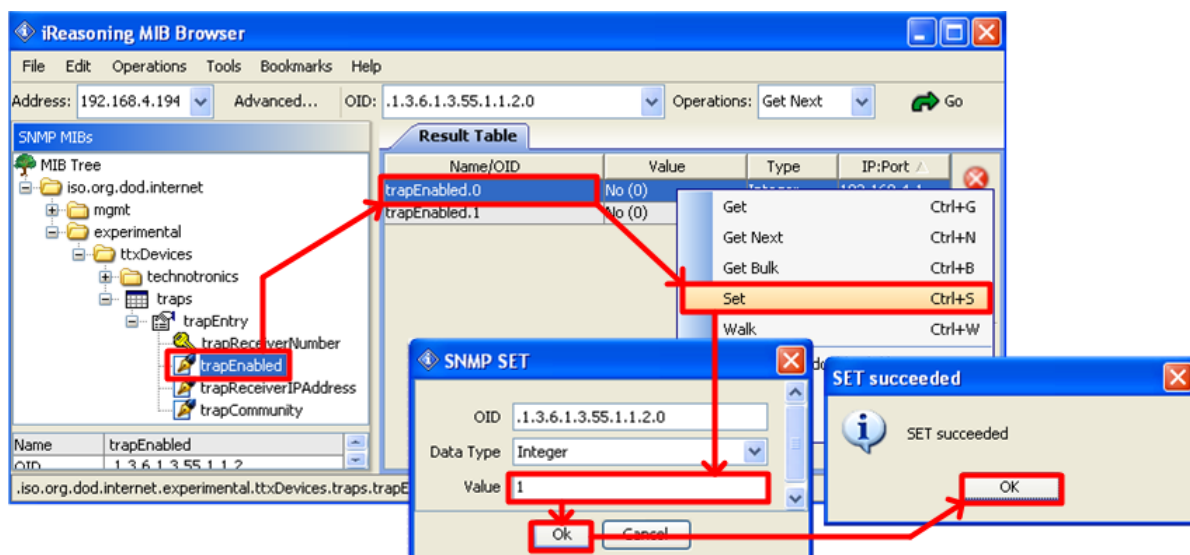 iReasoning MIB Browser
File Edit Operations Tools Bookmarks Help
Address: 192.168.4.194 Advanced... OID: .1.3.6.1.3.55.1.1.2.0 Operations: Get Next Go
SNMP MIBs
Result Table
MIB Tree
iso.org.dod.internet
mgmt
experimental
ttxDevices
technotronics
traps
trapEntry
trapReceiverNumber
trapEnabled
trapReceiverIPAddress
trapCommunity
Name/OID Value Type IP:Port
trapEnabled.0 No (0) Integer 192.168.4.1
trapEnabled.1 No (0)
Get Ctrl+G
Get Next Ctrl+N
Get Bulk Ctrl+B
Set Ctrl+S
Walk Ctrl+W
Name trapEnabled
OID .1.3.6.1.3.55.1.1.2
.iso.org.dod.internet.experimental.ttxDevices.traps.trapE
SNMP SET
OID .1.3.6.1.3.55.1.1.2.0
Data Type Integer
Value 1
Ok Cancel
SET succeeded
SET succeeded
OK